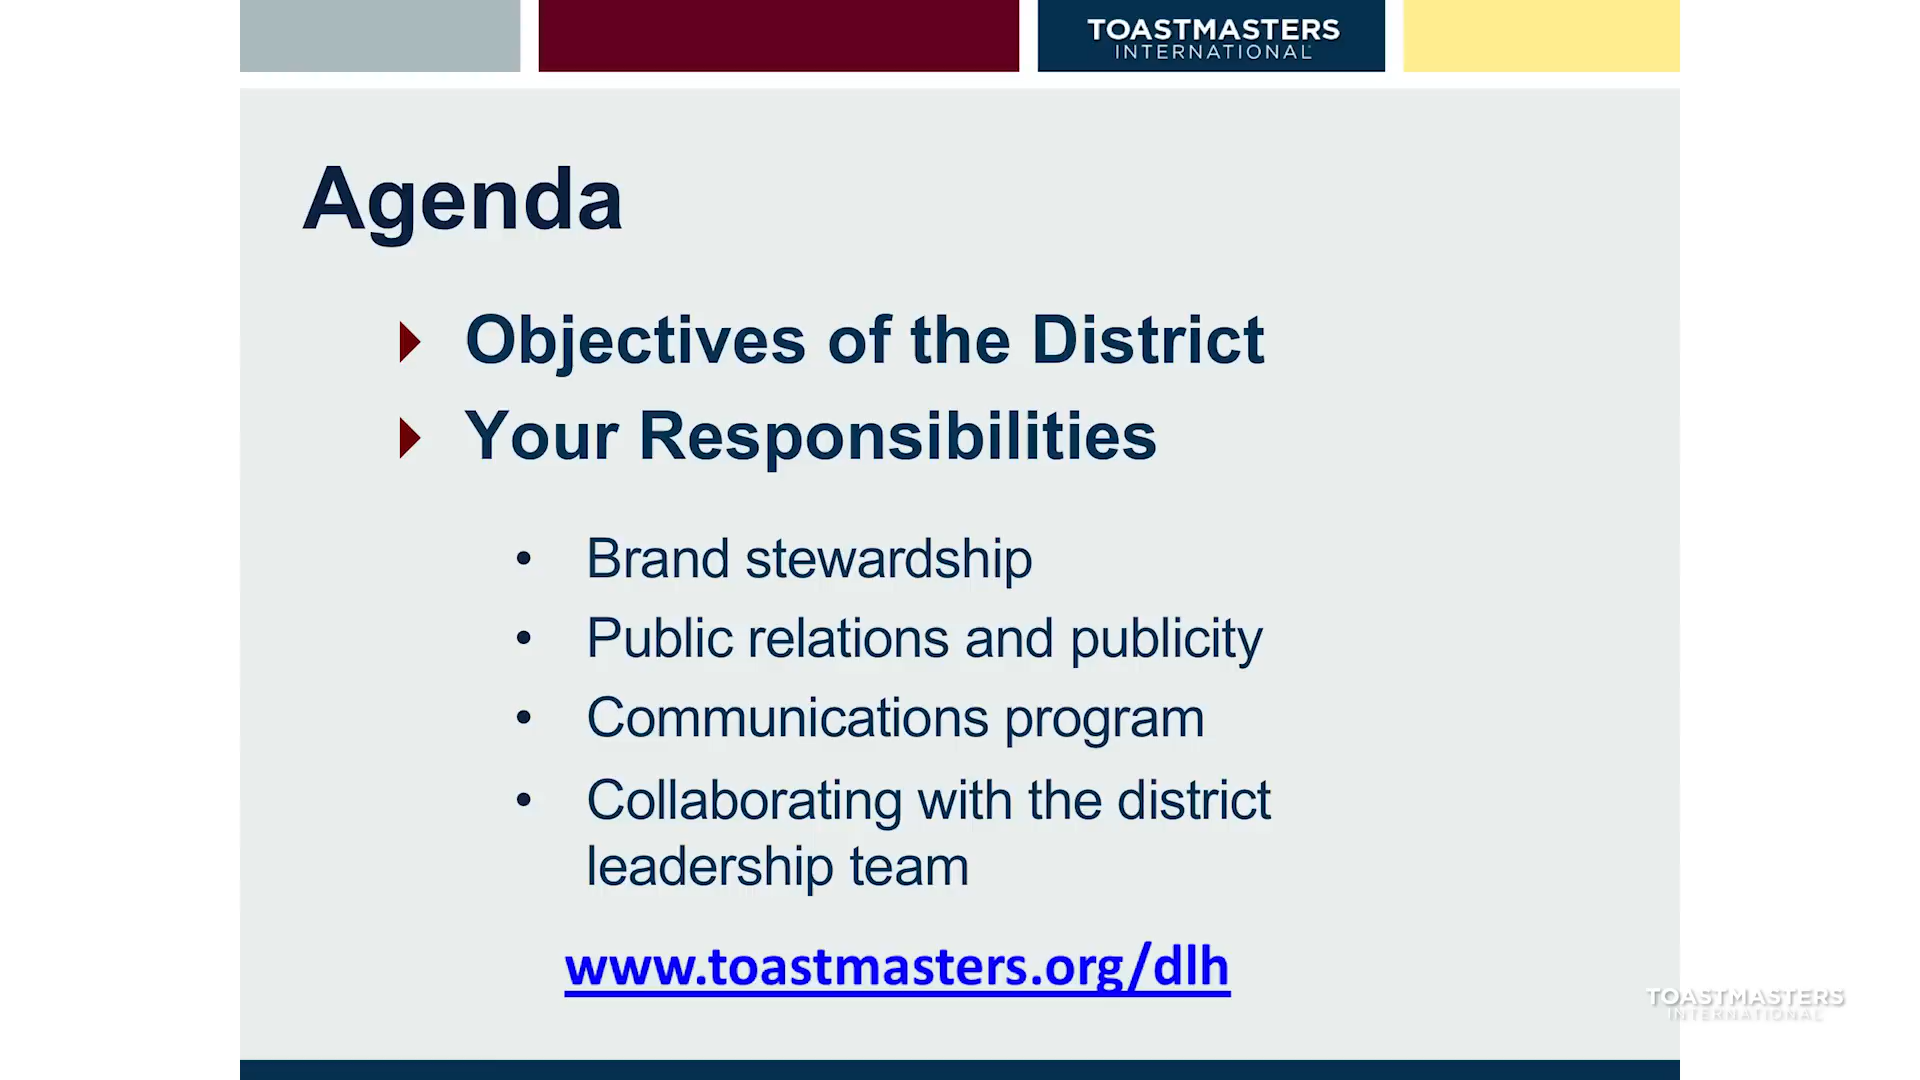 TOASTMASTERS
INTERNATIONAL
Agenda
Objectives of the District
Your Responsibilities
• Brand stewardship
• Public relations and publicity
• Communications program
• Collaborating with the district
leadership team
www.toastmasters.org/dlh
TOASTMASTERS
INTERNATIONAL